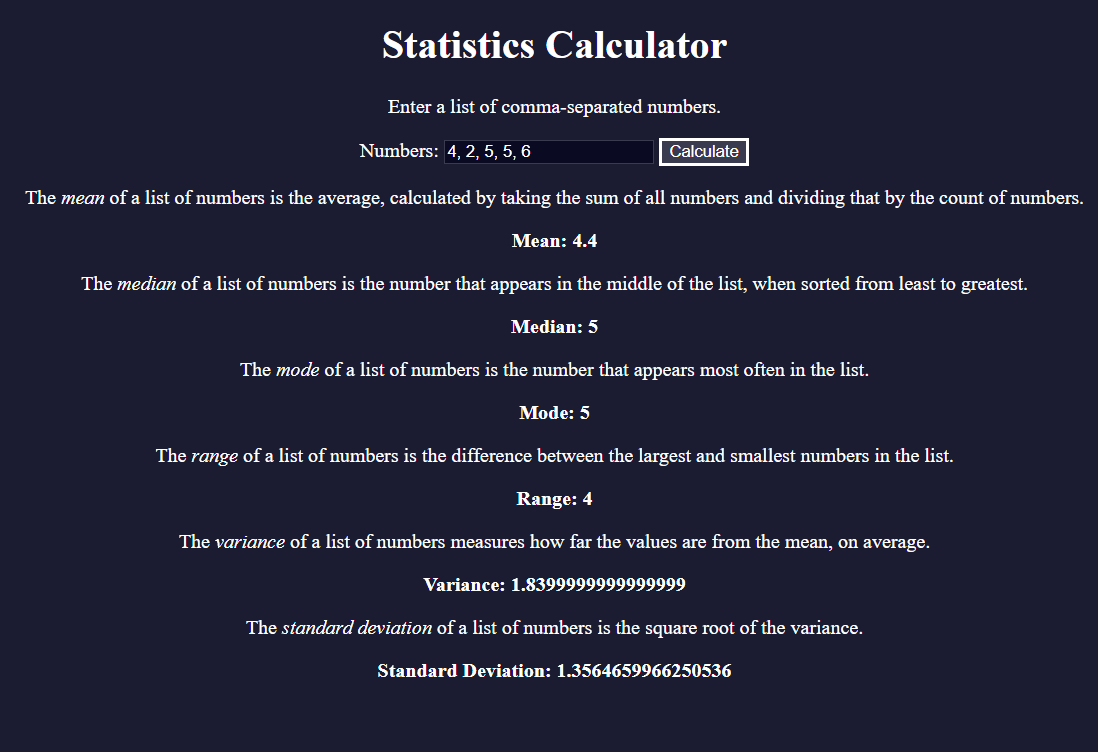 Statistics Calculator
Enter a list of comma-separated numbers.
Numbers: 4, 2, 5, 5, 6 Calculate
The mean of a list of numbers is the average, calculated by taking the sum of all numbers and dividing that by the count of numbers.
Mean: 4.4
The median of a list of numbers is the number that appears in the middle of the list, when sorted from least to greatest.
Median: 5
The mode of a list of numbers is the number that appears most often in the list.
Mode: 5
The range of a list of numbers is the difference between the largest and smallest numbers in the list.
Range: 4
The variance of a list of numbers measures how far the values are from the mean, on average.
Variance: 1.8399999999999999
The standard deviation of a list of numbers is the square root of the variance.
Standard Deviation: 1.3564659966250536